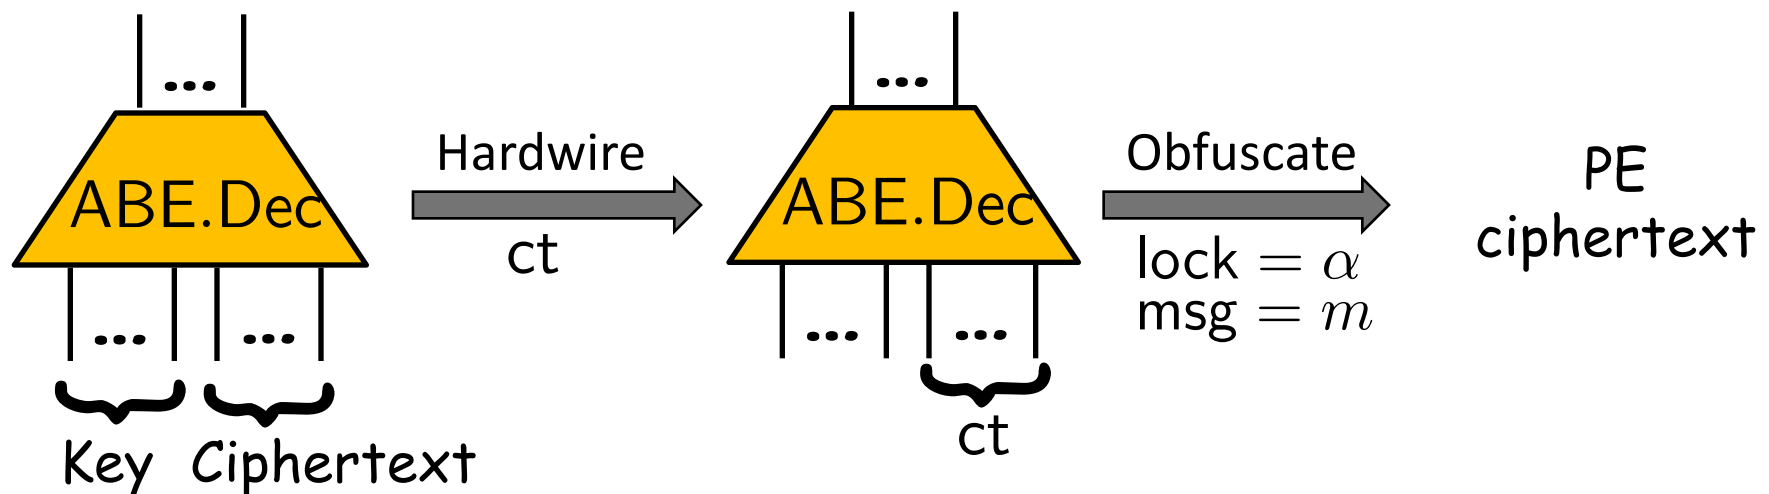 ...
ABE.Dec
... ...
Key Ciphertext
Hardwire
ct
...
ABE.Dec
... ...
ct
Obfuscate
lock = α
msg = m
PE
ciphertext